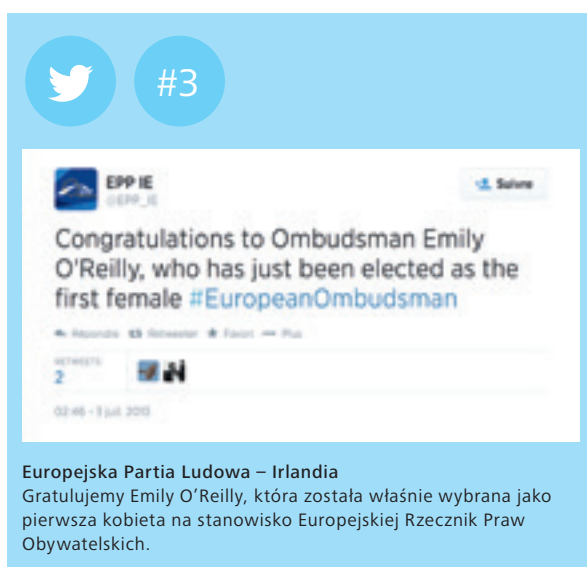 #3
EPP IE
@EPP_IE
Suivre
Congratulations to Ombudsman Emily
O'Reilly, who has just been elected as the
first female #EuropeanOmbudsman
Répondre Retweeter Favori Plus
RETWEETS
2
02:46 - 3 juil. 2013
Europejska Partia Ludowa – Irlandia
Gratulujemy Emily O’Reilly, która została właśnie wybrana jako
pierwsza kobieta na stanowisko Europejskiej Rzecznik Praw
Obywatelskich.